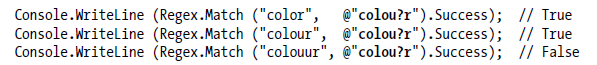 Console.WriteLine (Regex.Match ("color",   @"colou?r").Success);  // True
Console.WriteLine (Regex.Match ("colour",  @"colou?r").Success);  // True
Console.WriteLine (Regex.Match ("colouur", @"colou?r").Success);  // False